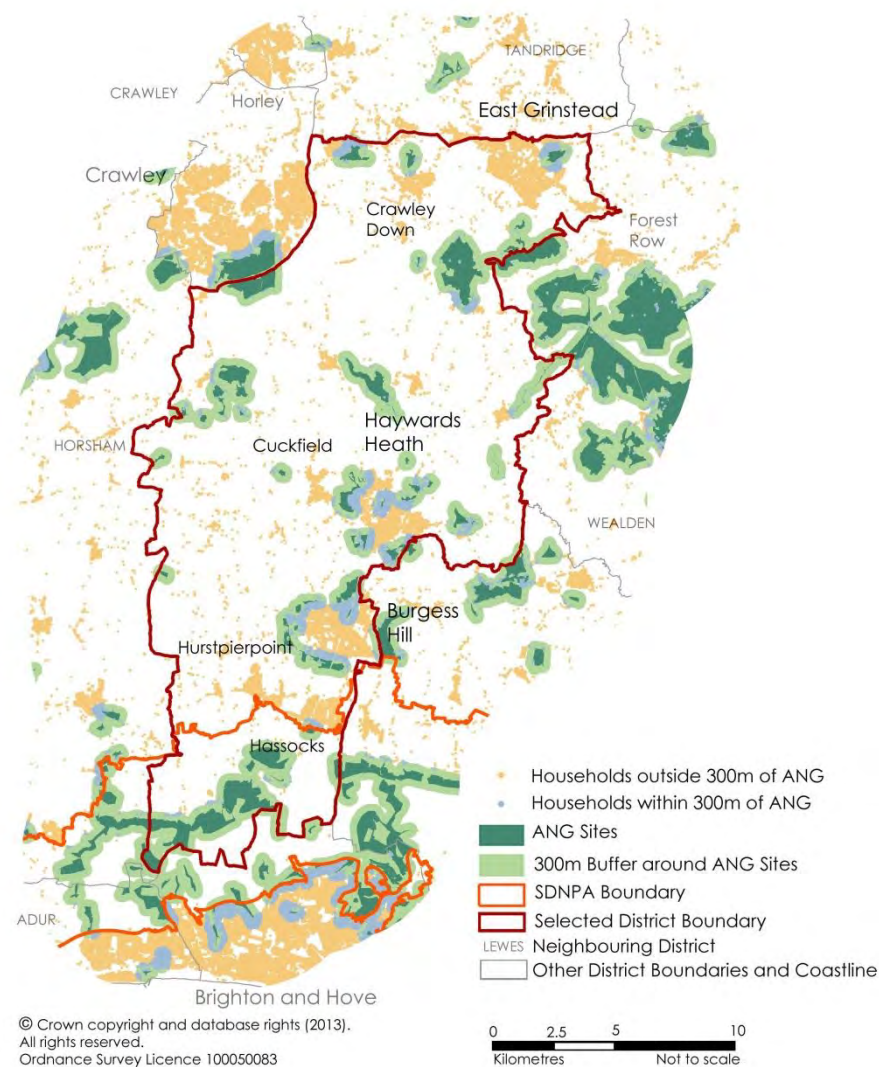 TANDRIDGE
CRAWLEY
Horley
East Grinstead
Crawley
Crawley
Down
Forest
Row
Haywards
Heath
HORSHAM
Cuckfield
WEALDEN
Burgess
Hill
Hurstpierpoint
Hassocks
Households outside 300m of ANG
Households within 300m of ANG
ANG Sites
300m Buffer around ANG Sites
SDNPA Boundary
ADUR
Selected District Boundary
LEWES Neighbouring District
Other District Boundaries and Coastline
Brighton and Hove
© Crown copyright and database rights (2013).
All rights reserved.
Ordnance Survey Licence 100050083
0 2.5 5 10
Kilometres Not to scale